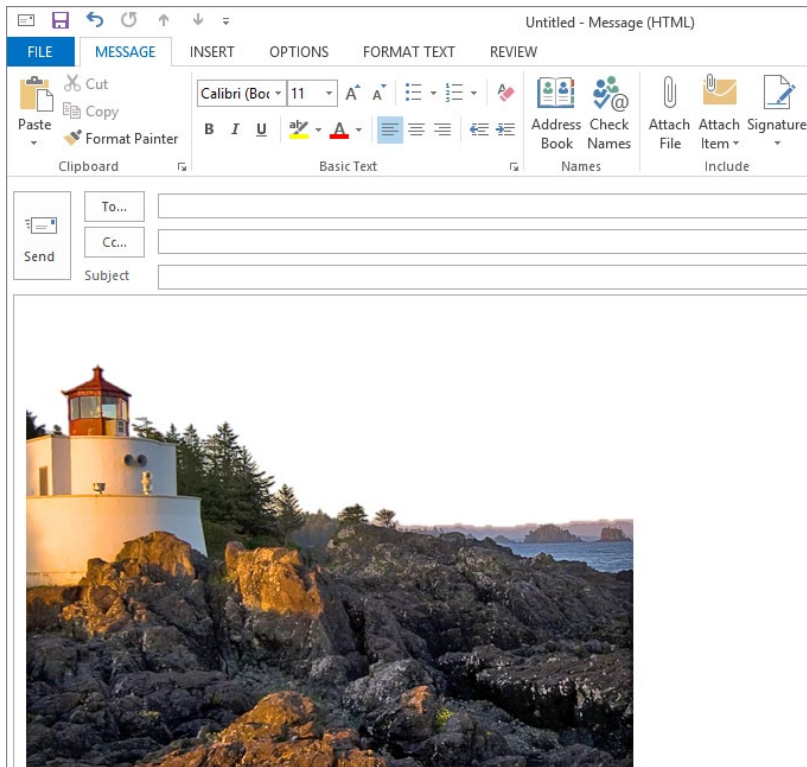 Untitled - Message (HTML)
FILE MESSAGE INSERT OPTIONS FORMAT TEXT REVIEW
Paste
Cut
Copy
Format Painter
Clipboard
Calibri (Boc 11
B I U
Basic Text
Address Book
Check Names
Names
Attach File
Attach Item
Signature
Include
Send
To...
Cc...
Subject